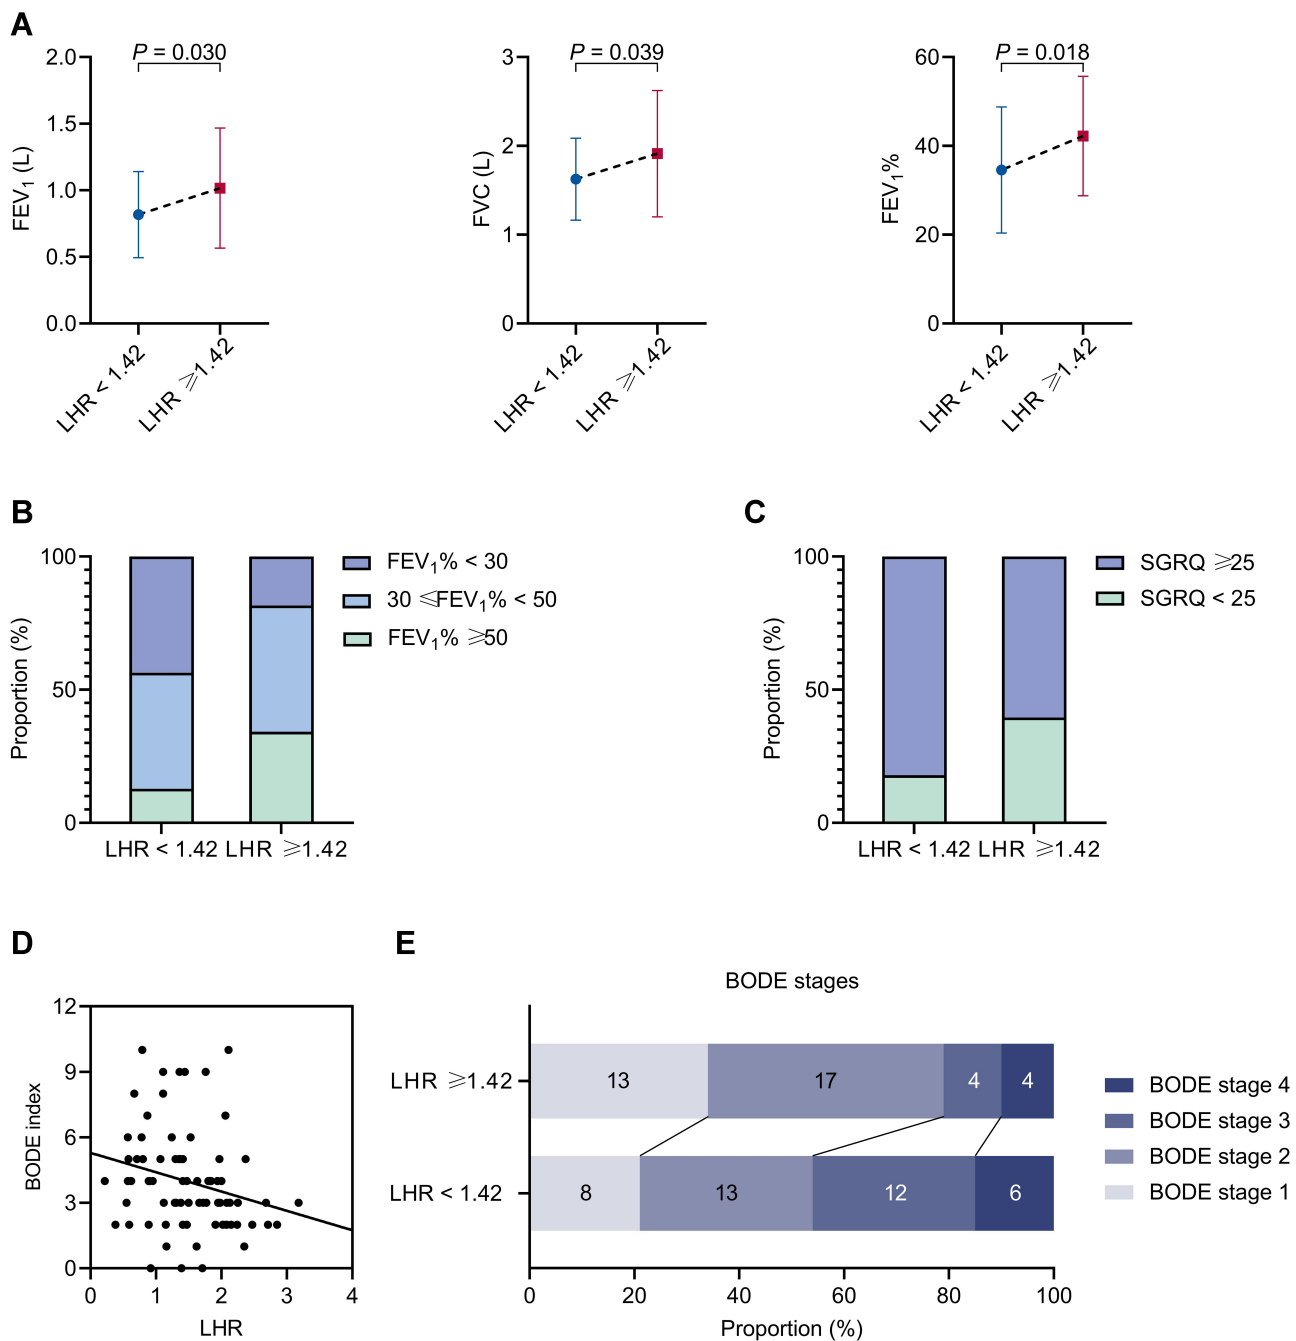 A
P = 0.030
2.0
1.5
1.0
0.5
0.0
FEV1 (L)
LHR < 1.42
LHR ⩾1.42
P = 0.039
3
2
1
0
FVC (L)
LHR < 1.42
LHR ⩾1.42
P = 0.018
60
40
20
0
FEV1%
LHR < 1.42
LHR ⩾1.42
B
100
50
0
Proportion (%)
LHR < 1.42
LHR ⩾1.42
FEV1% < 30
30 ⩽FEV1% < 50
FEV1% ⩾50
C
100
50
0
Proportion (%)
LHR < 1.42
LHR ⩾1.42
SGRQ ⩾25
SGRQ < 25
D
12
9
6
3
0
BODE index
0 1 2 3 4
LHR
E
BODE stages
LHR ⩾1.42
13 17 4 4
LHR < 1.42
8 13 12 6
0 20 40 60 80 100
Proportion (%)
BODE stage 4
BODE stage 3
BODE stage 2
BODE stage 1